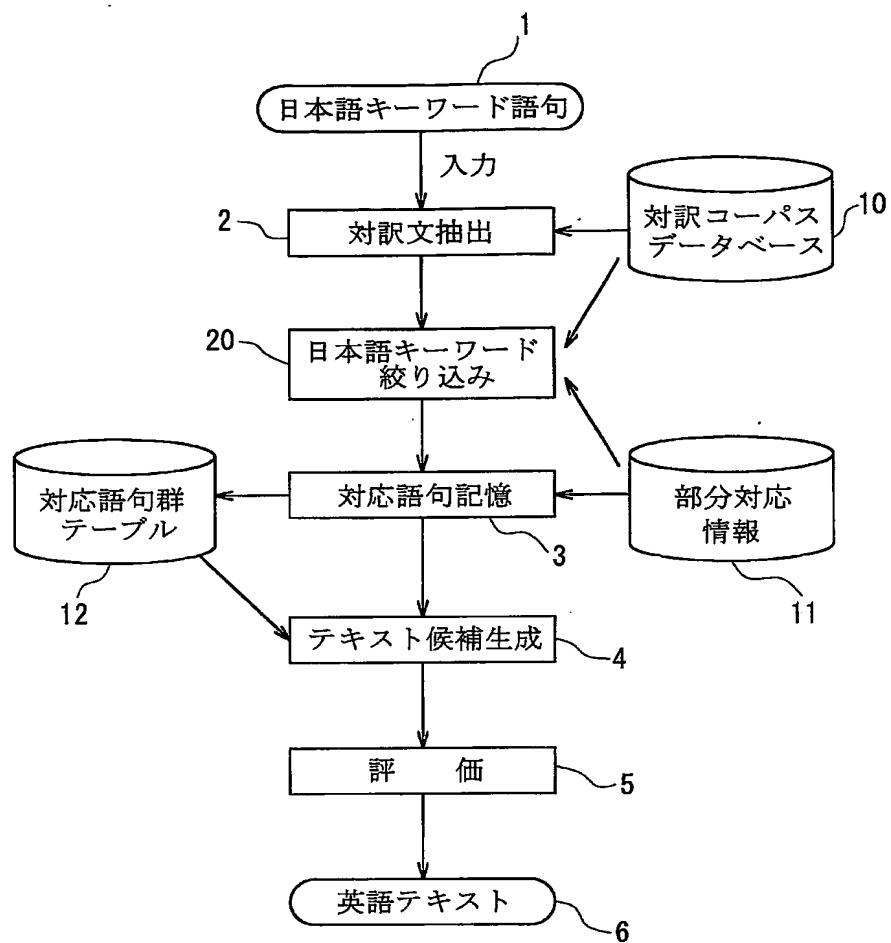 1
日本語キーワード語句
入力
2
対訳文抽出
対訳コーパス
データベース
10
20
日本語キーワード
絞り込み
対応語句群
テーブル
12
対応語句記憶
3
部分対応
情報
11
テキスト候補生成
4
評 価
5
英語テキスト
6